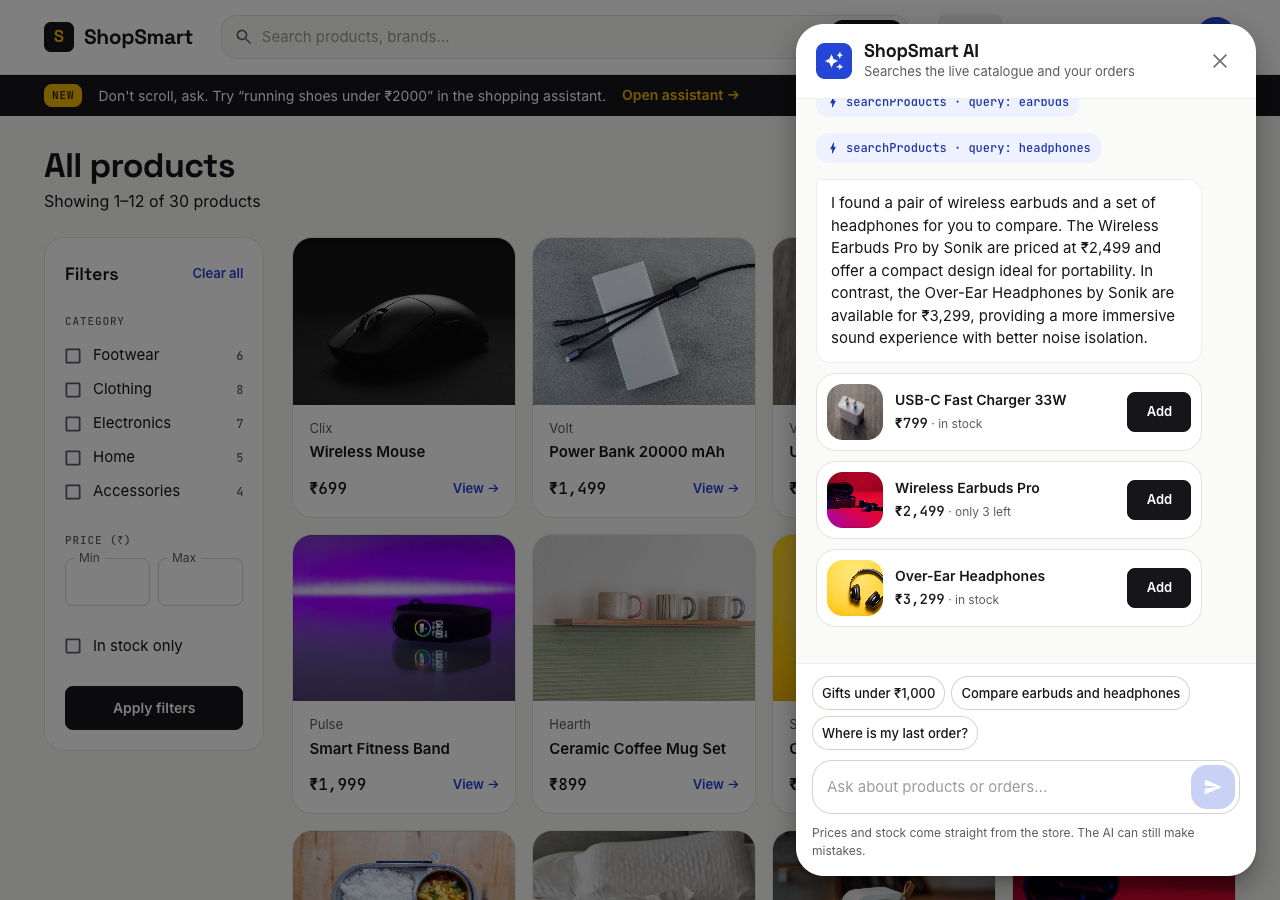 S ShopSmart
Search products, brands...
NEW Don't scroll, ask. Try “running shoes under ₹2000” in the shopping assistant. Open assistant →
All products
Showing 1–12 of 30 products
Filters Clear all
CATEGORY
Footwear 6
Clothing 8
Electronics 7
Home 5
Accessories 4
PRICE (₹)
Min Max
In stock only
Apply filters
Clix
Wireless Mouse
₹699 View →
Volt
Power Bank 20000 mAh
₹1,499 View →
Pulse
Smart Fitness Band
₹1,999 View →
Hearth
Ceramic Coffee Mug Set
₹899 View →
ShopSmart AI
Searches the live catalogue and your orders
searchProducts · query: earbuds
searchProducts · query: headphones
I found a pair of wireless earbuds and a set of
headphones for you to compare. The Wireless
Earbuds Pro by Sonik are priced at ₹2,499 and
offer a compact design ideal for portability. In
contrast, the Over-Ear Headphones by Sonik are
available for ₹3,299, providing a more immersive
sound experience with better noise isolation.
USB-C Fast Charger 33W
₹799 · in stock
Add
Wireless Earbuds Pro
₹2,499 · only 3 left
Add
Over-Ear Headphones
₹3,299 · in stock
Add
Gifts under ₹1,000
Compare earbuds and headphones
Where is my last order?
Ask about products or orders...
Prices and stock come straight from the store. The AI can still make
mistakes.